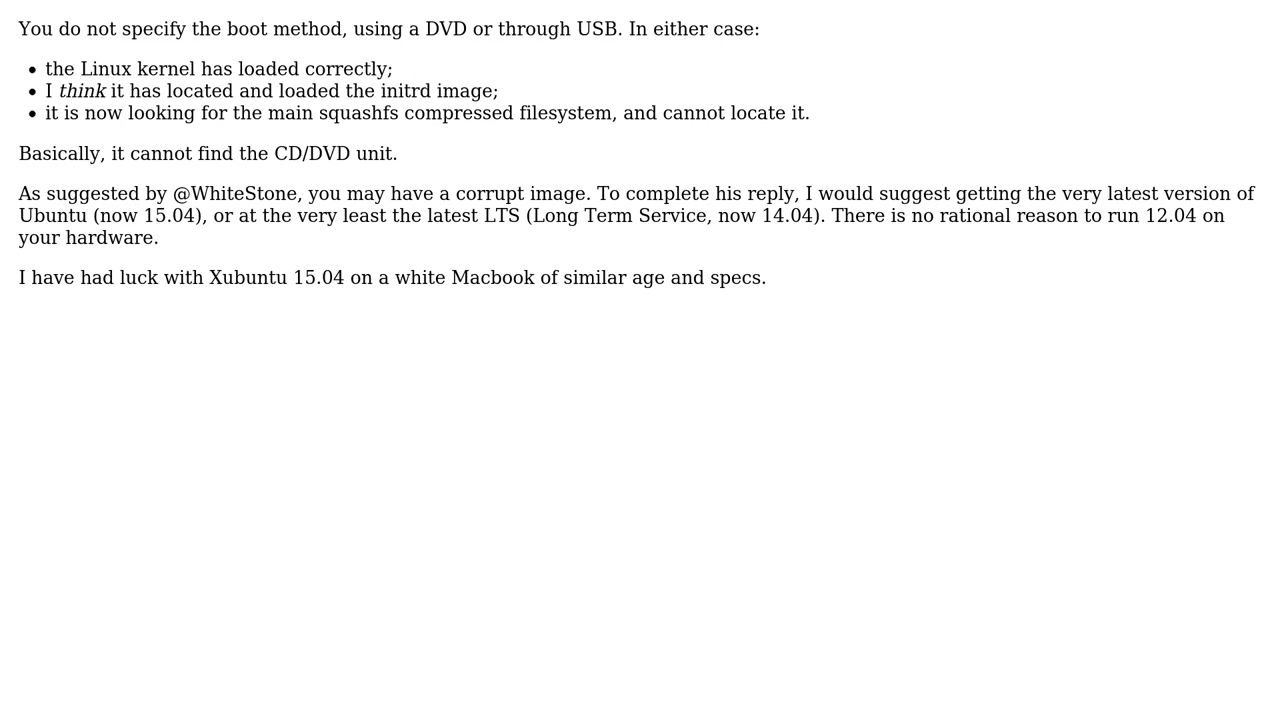 You do not specify the boot method, using a DVD or through USB. In either case:
• the Linux kernel has loaded correctly;
• I think it has located and loaded the initrd image;
• it is now looking for the main squashfs compressed filesystem, and cannot locate it.
Basically, it cannot find the CD/DVD unit.
As suggested by @WhiteStone, you may have a corrupt image. To complete his reply, I would suggest getting the very latest version of
Ubuntu (now 15.04), or at the very least the latest LTS (Long Term Service, now 14.04). There is no rational reason to run 12.04 on
your hardware.
I have had luck with Xubuntu 15.04 on a white Macbook of similar age and specs.